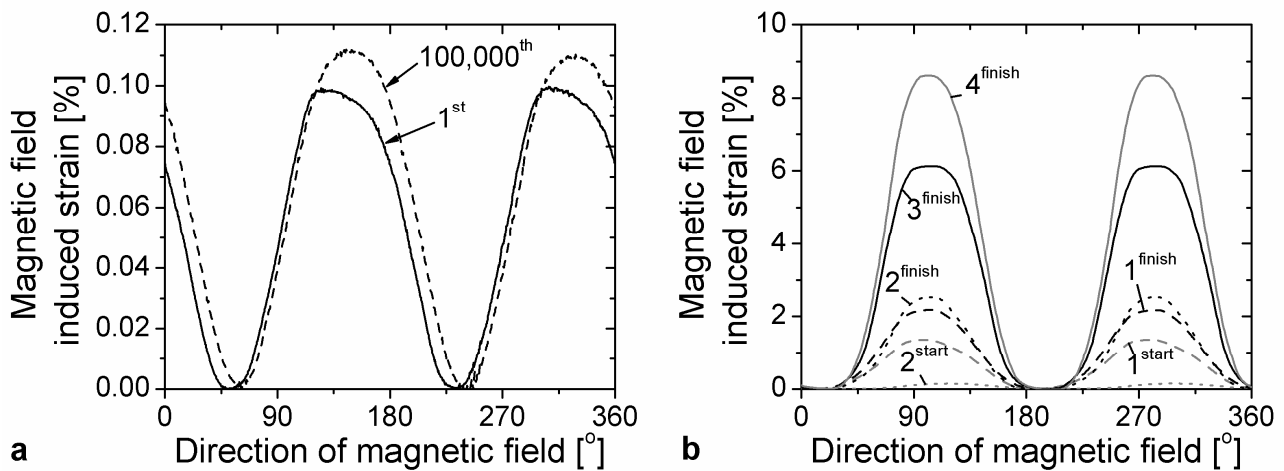 Magnetic field
induced strain [%]
0.12
0.10
0.08
0.06
0.04
0.02
0.00
100,000th
1st
0 90 180 270 360
Direction of magnetic field [o]
a
Magnetic field
induced strain [%]
10
8
6
4
2
0
4finish
3finish
2finish
1finish
2start
1start
0 90 180 270 360
Direction of magnetic field [o]
b